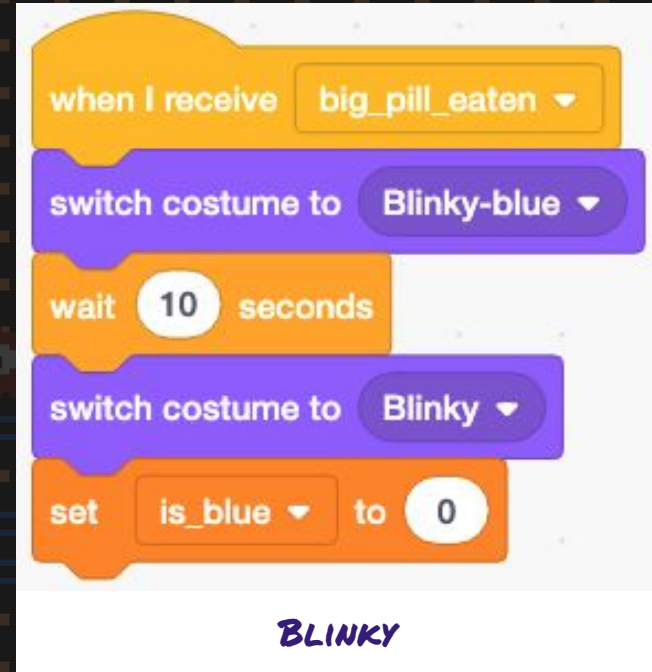 when I receive big_pill_eaten
switch costume to Blinky-blue
wait 10 seconds
switch costume to Blinky
set is_blue to 0
BLINKY